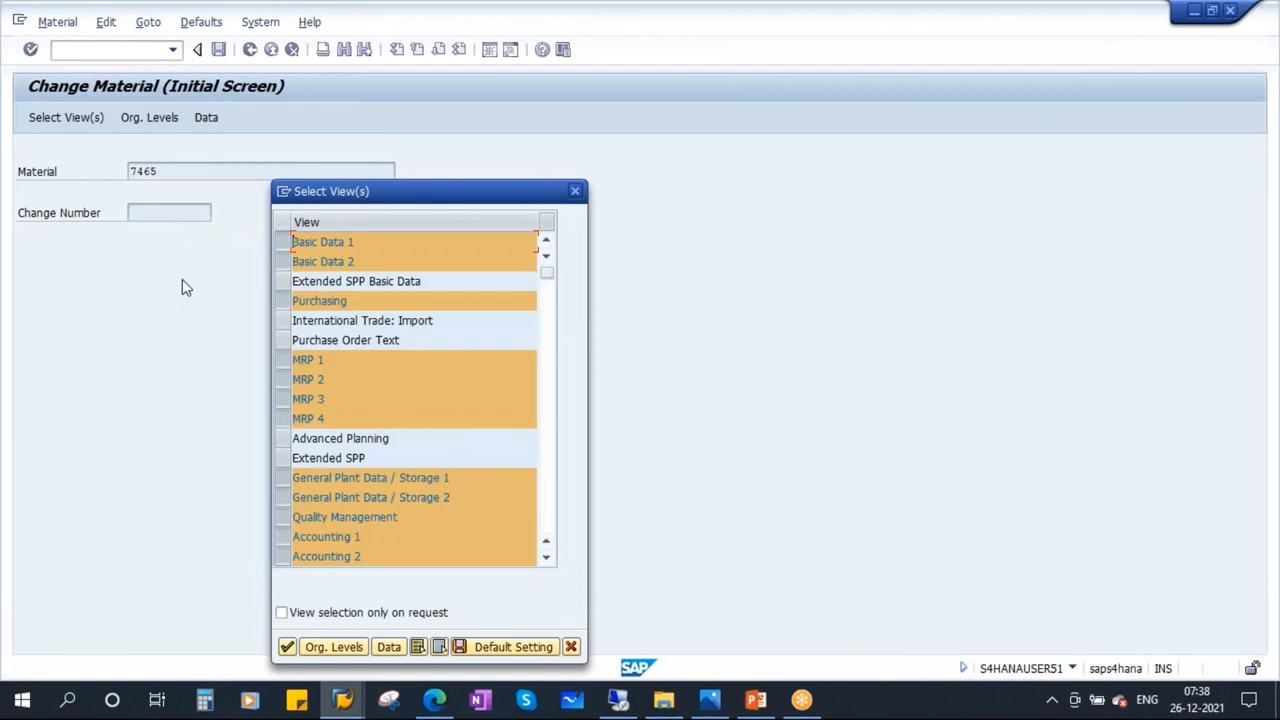 Material Edit Goto Defaults System Help
Change Material (Initial Screen)
Select View(s) Org. Levels Data
Material 7465
Change Number
Select View(s)
View
Basic Data 1
Basic Data 2
Extended SPP Basic Data
Purchasing
International Trade: Import
Purchase Order Text
MRP 1
MRP 2
MRP 3
MRP 4
Advanced Planning
Extended SPP
General Plant Data / Storage 1
General Plant Data / Storage 2
Quality Management
Accounting 1
Accounting 2
View selection only on request
Org. Levels Data Default Setting
SAP S4HANAUSER51 saps4hana INS
ENG 07:38
26-12-2021